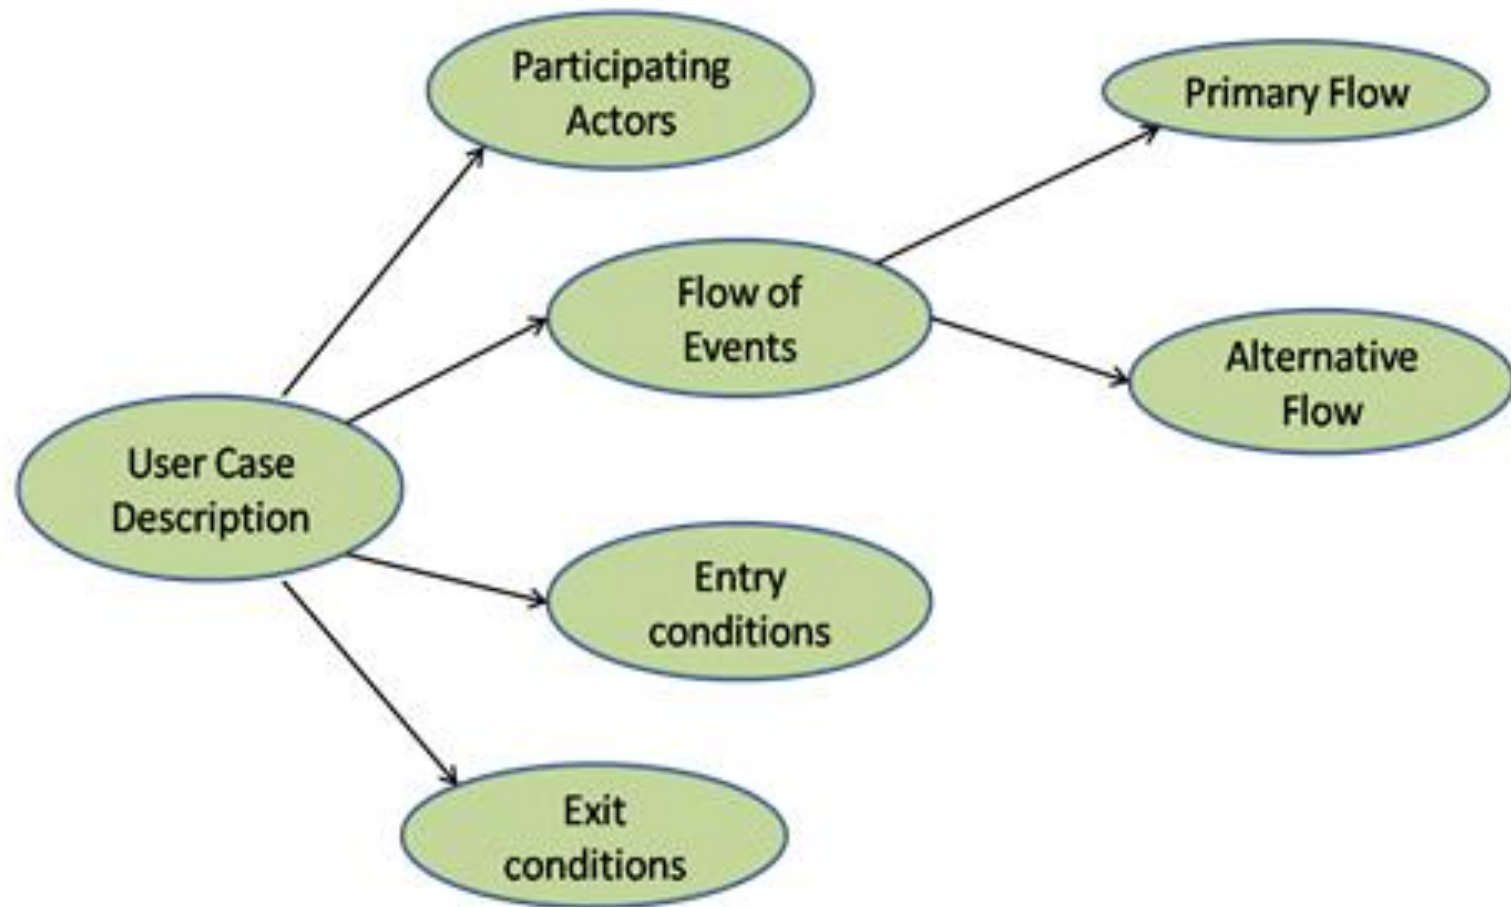 Participating
Actors
Primary Flow
Flow of
Events
Alternative
Flow
User Case
Description
Entry
conditions
Exit
conditions